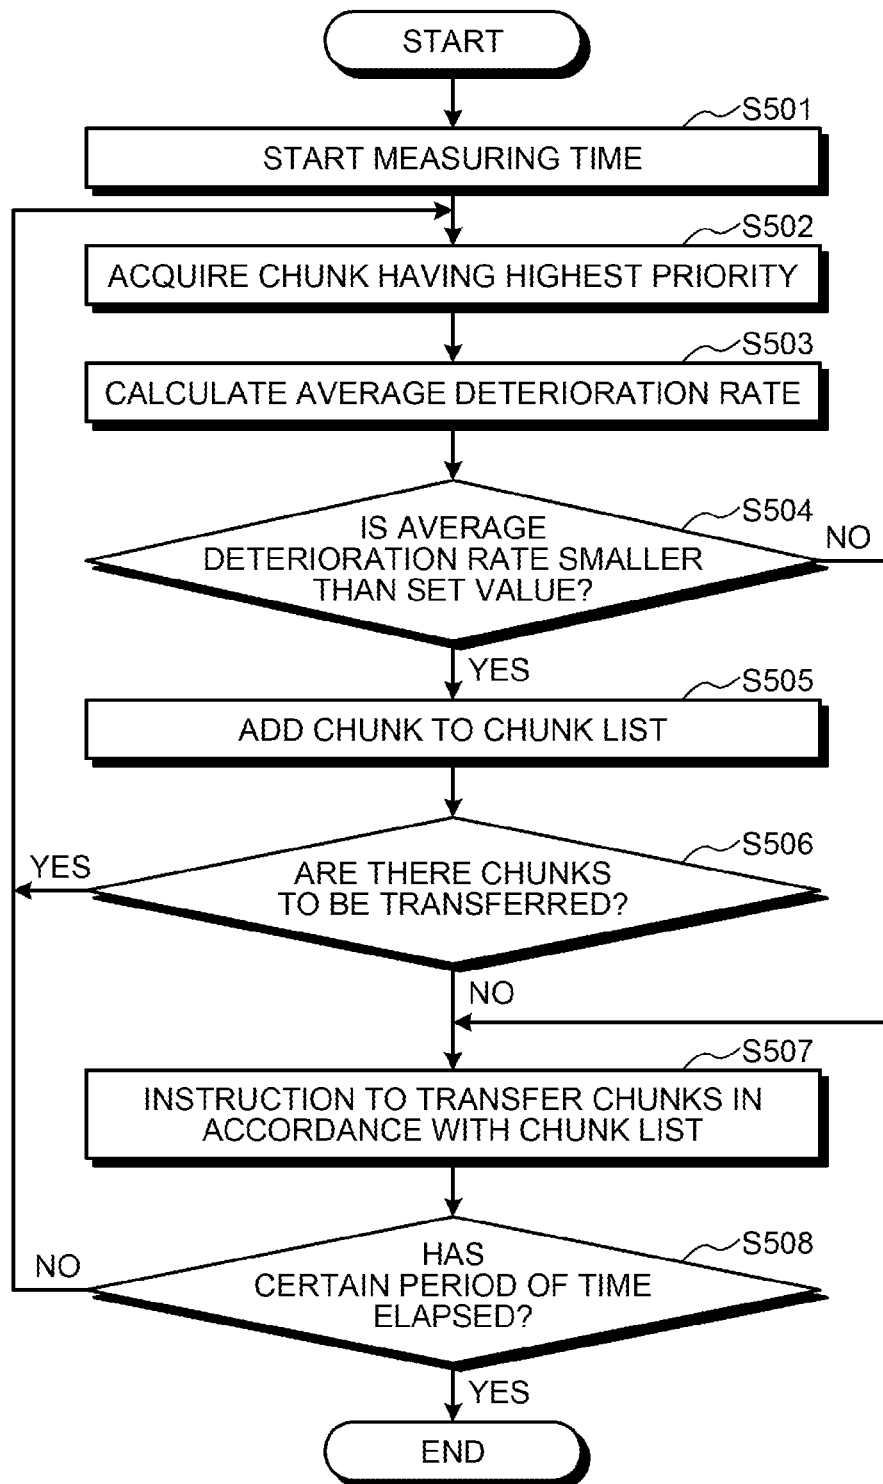 START
S501
START MEASURING TIME
S502
ACQUIRE CHUNK HAVING HIGHEST PRIORITY
S503
CALCULATE AVERAGE DETERIORATION RATE
S504
IS AVERAGE
DETERIORATION RATE SMALLER
THAN SET VALUE?
NO
YES
S505
ADD CHUNK TO CHUNK LIST
S506
YES
ARE THERE CHUNKS
TO BE TRANSFERRED?
NO
S507
INSTRUCTION TO TRANSFER CHUNKS IN
ACCORDANCE WITH CHUNK LIST
S508
NO
HAS
CERTAIN PERIOD OF TIME
ELAPSED?
YES
END